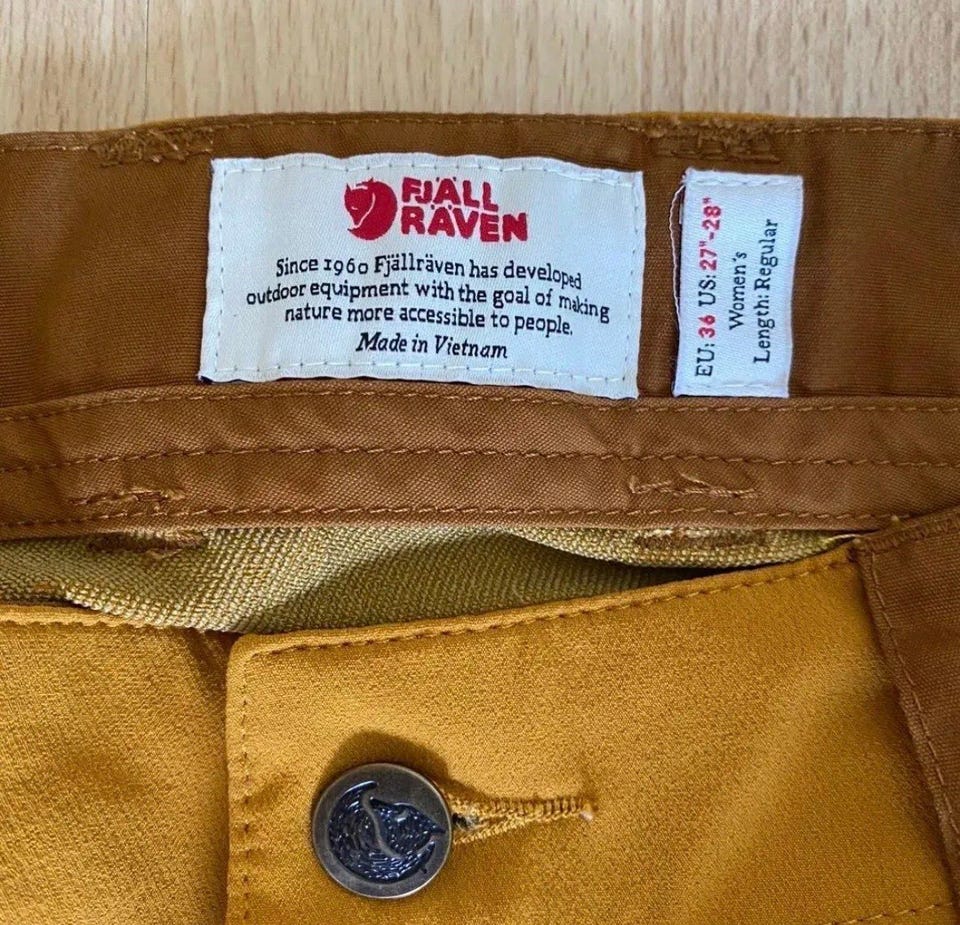 FJÄLL
RÄVEN
Since 1960 Fjällräven has developed
outdoor equipment with the goal of making
nature more accessible to people.
Made in Vietnam
EU: 36 US: 27"-28"
Women's
Length: Regular